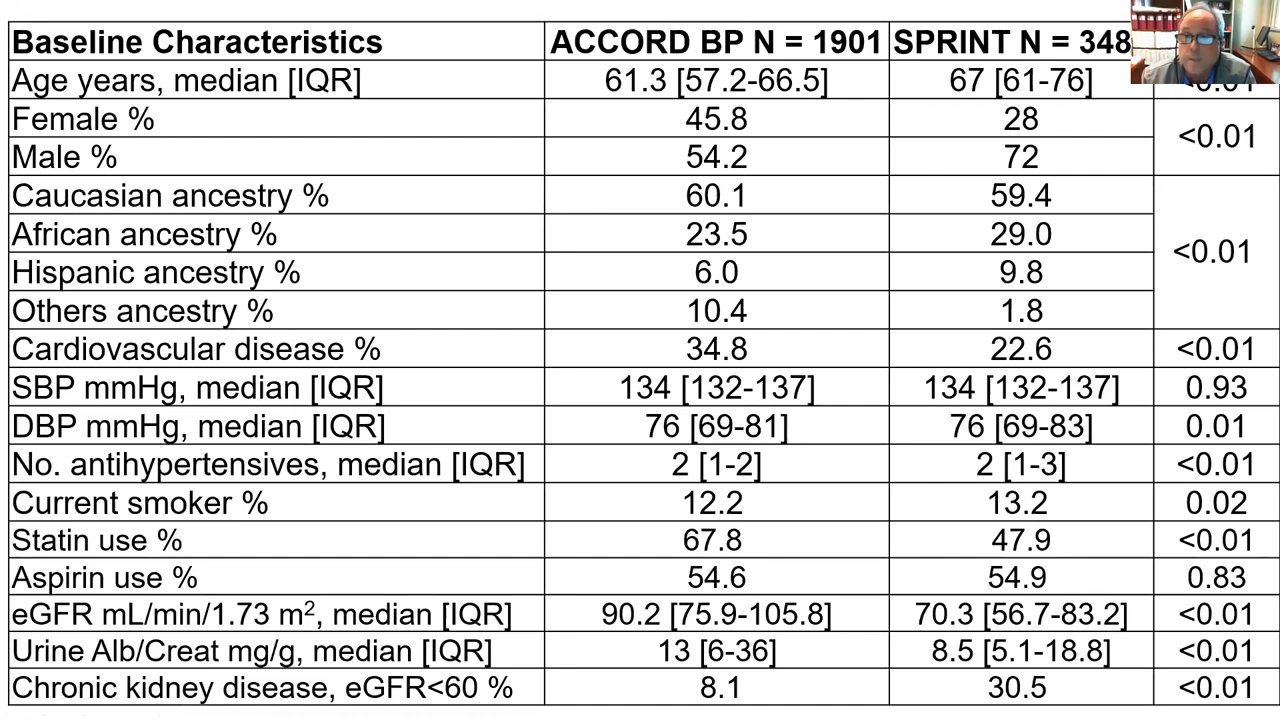 Baseline Characteristics ACCORD BP N = 1901 SPRINT N = 348
Age years, median [IQR] 61.3 [57.2-66.5] 67 [61-76]
Female % 45.8 28 <0.01
Male % 54.2 72
Caucasian ancestry % 60.1 59.4 <0.01
African ancestry % 23.5 29.0
Hispanic ancestry % 6.0 9.8
Others ancestry % 10.4 1.8
Cardiovascular disease % 34.8 22.6 <0.01
SBP mmHg, median [IQR] 134 [132-137] 134 [132-137] 0.93
DBP mmHg, median [IQR] 76 [69-81] 76 [69-83] 0.01
No. antihypertensives, median [IQR] 2 [1-2] 2 [1-3] <0.01
Current smoker % 12.2 13.2 0.02
Statin use % 67.8 47.9 <0.01
Aspirin use % 54.6 54.9 0.83
eGFR mL/min/1.73 m², median [IQR] 90.2 [75.9-105.8] 70.3 [56.7-83.2] <0.01
Urine Alb/Creat mg/g, median [IQR] 13 [6-36] 8.5 [5.1-18.8] <0.01
Chronic kidney disease, eGFR<60 % 8.1 30.5 <0.01